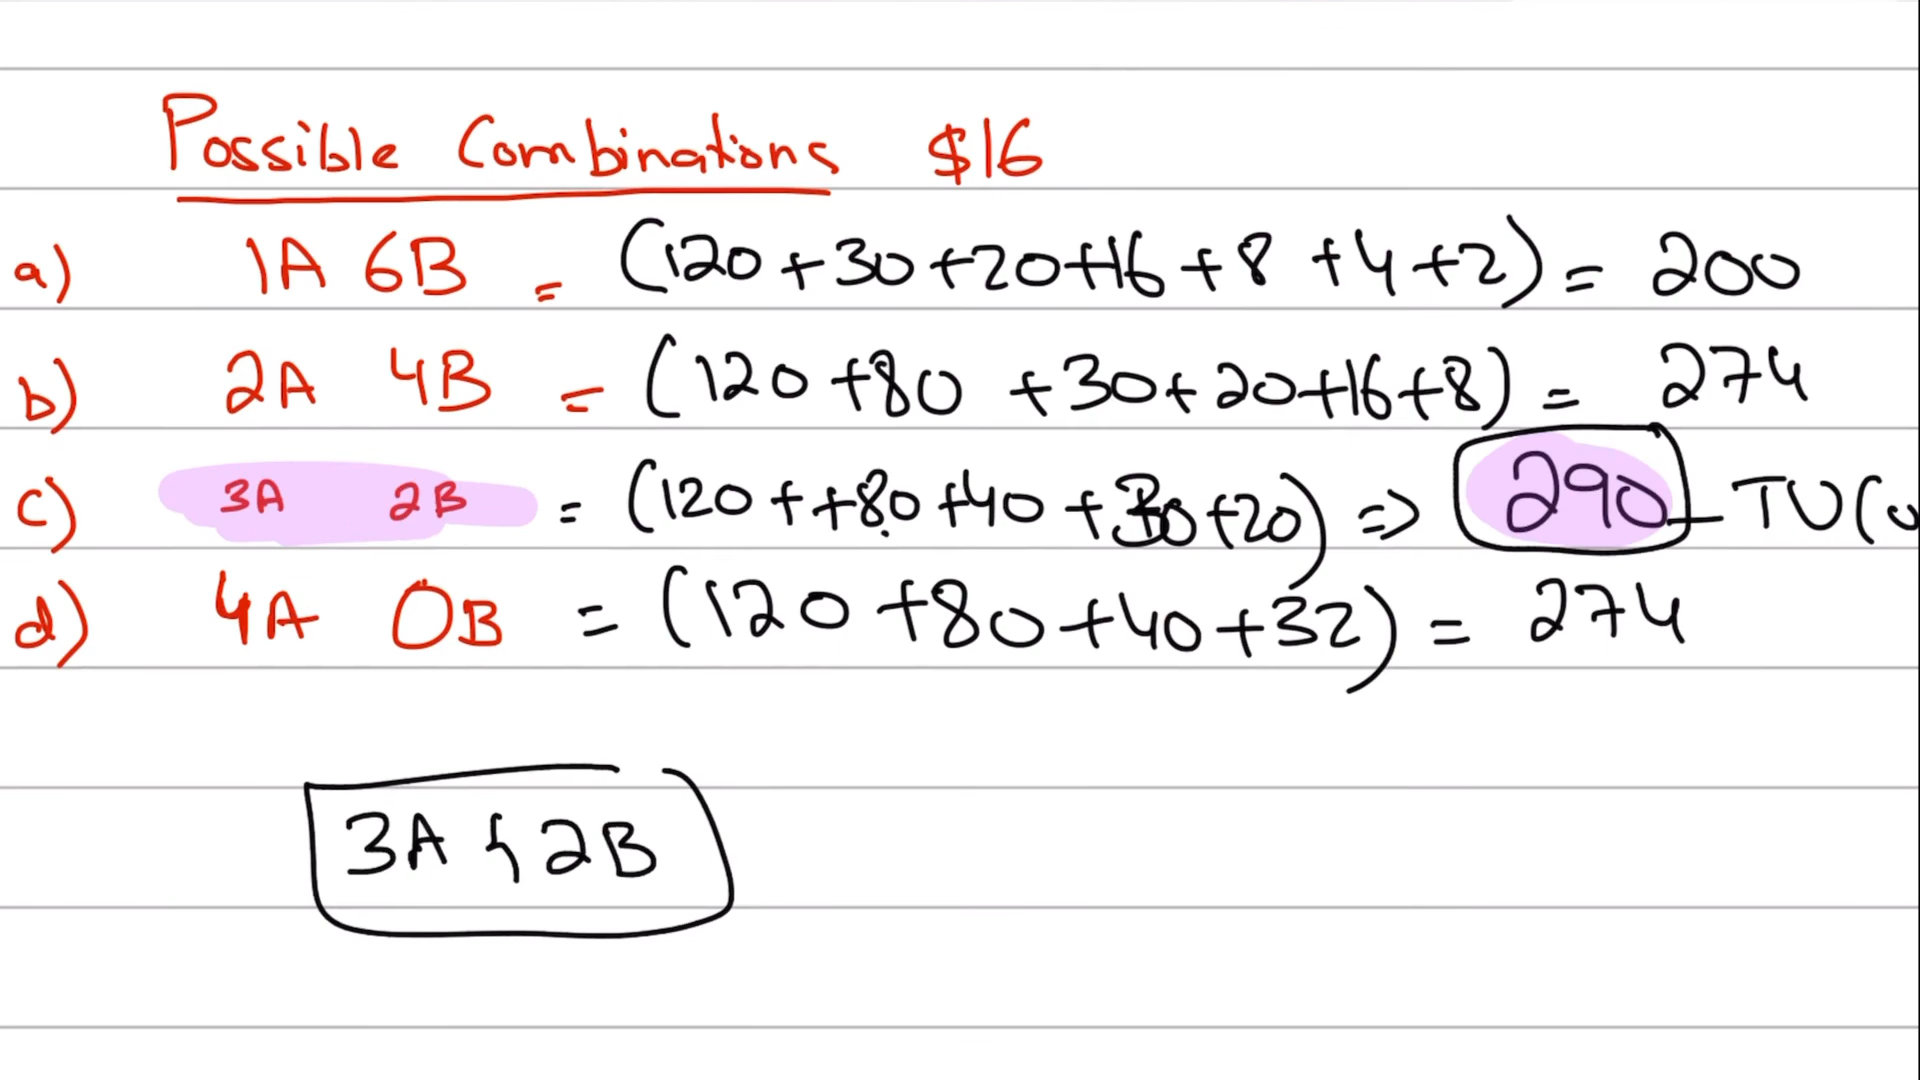 Possible Combinations $16
a) 1A 6B = (120+30+20+16+8+4+2) = 200
b) 2A 4B = (120+80+30+20+16+8) = 274
c) 3A 2B = (120++80+40+30+20) => 290 - TU(
d) 4A 0B = (120+80+40+32) = 274
3A & 2B